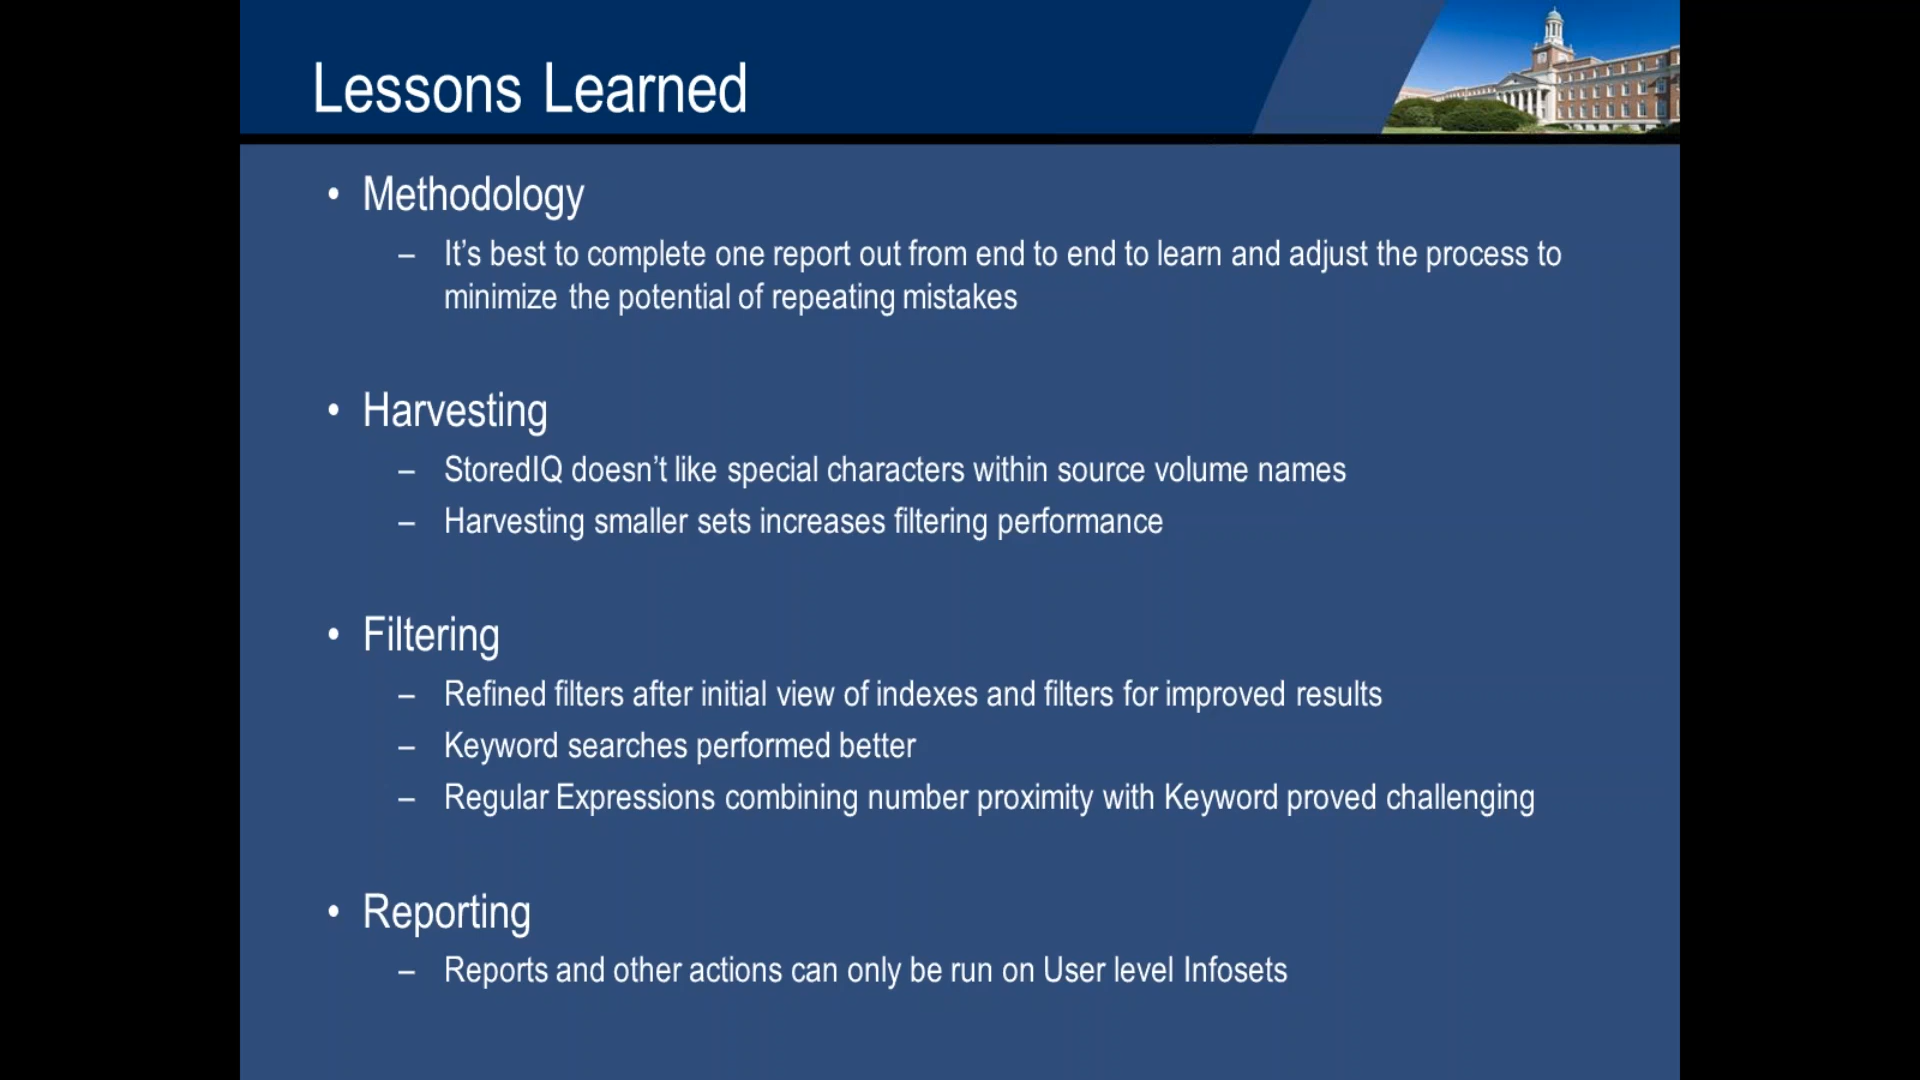 Lessons Learned
• Methodology
– It’s best to complete one report out from end to end to learn and adjust the process to
minimize the potential of repeating mistakes
• Harvesting
– StoredIQ doesn’t like special characters within source volume names
– Harvesting smaller sets increases filtering performance
• Filtering
– Refined filters after initial view of indexes and filters for improved results
– Keyword searches performed better
– Regular Expressions combining number proximity with Keyword proved challenging
• Reporting
– Reports and other actions can only be run on User level Infosets